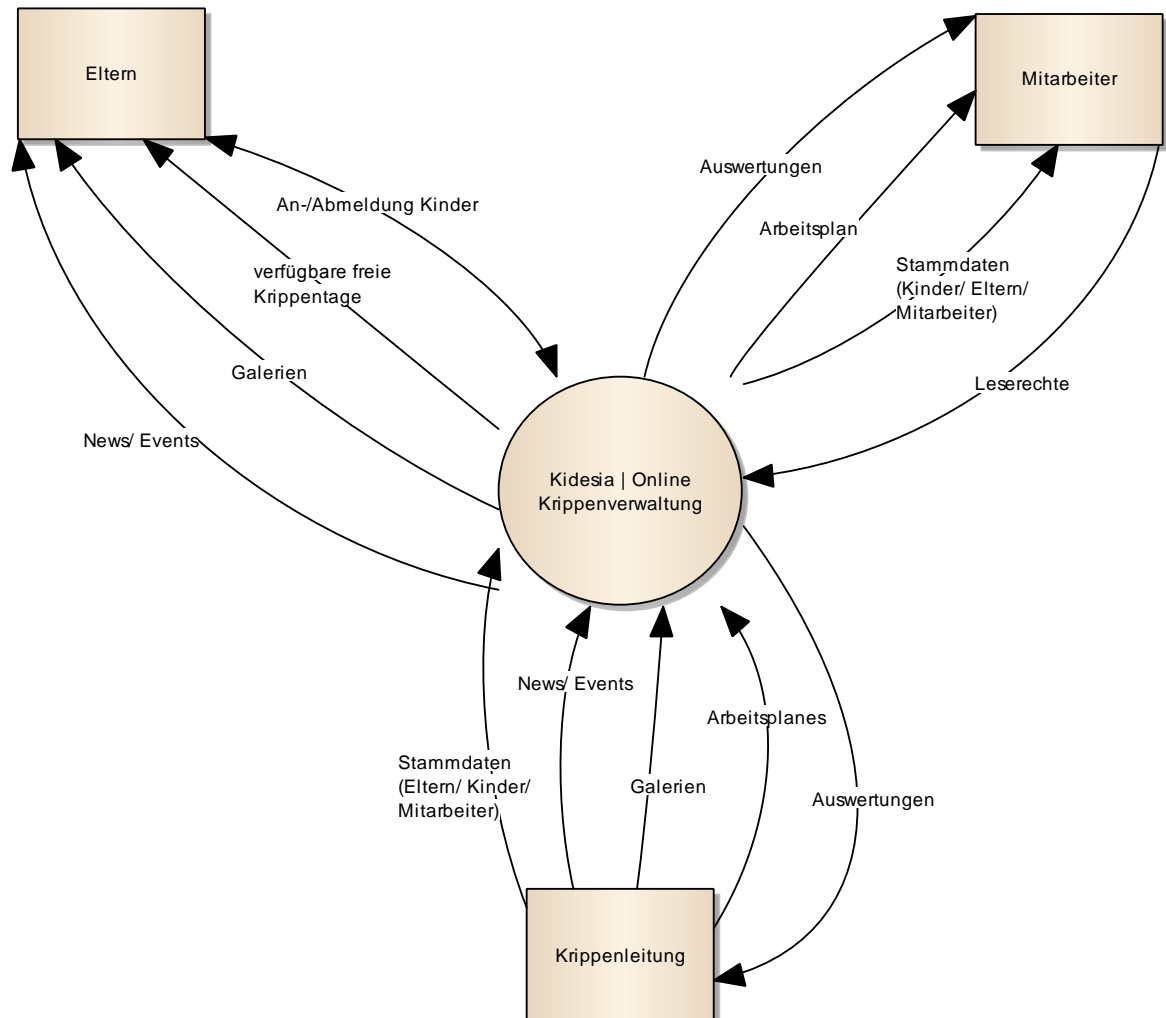 Eltern
Mitarbeiter
Auswertungen
An-/Abmeldung Kinder
Arbeitsplan
verfügbare freie
Krippentage
Stammdaten
(Kinder/ Eltern/
Mitarbeiter)
Galerien
Leserechte
News/ Events
Kidesia | Online
Krippenverwaltung
News/ Events
Arbeitsplanes
Stammdaten
(Eltern/ Kinder/
Mitarbeiter)
Galerien
Auswertungen
Krippenleitung